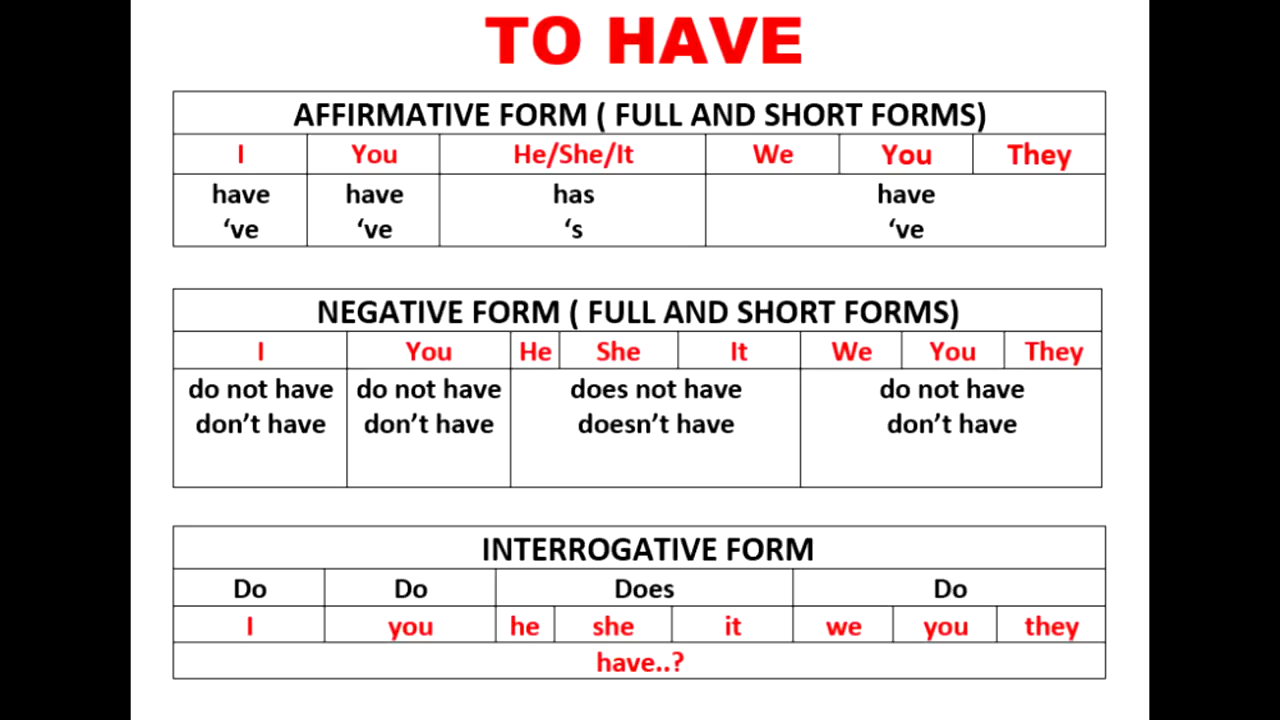 TO HAVE
AFFIRMATIVE FORM ( FULL AND SHORT FORMS)
I You He/She/It We You They
have have has have
‘ve ‘ve ‘s ‘ve
NEGATIVE FORM ( FULL AND SHORT FORMS)
I You He She It We You They
do not have do not have does not have do not have
don’t have don’t have doesn’t have don’t have
INTERROGATIVE FORM
Do Do Does Do
I you he she it we you they
have..?